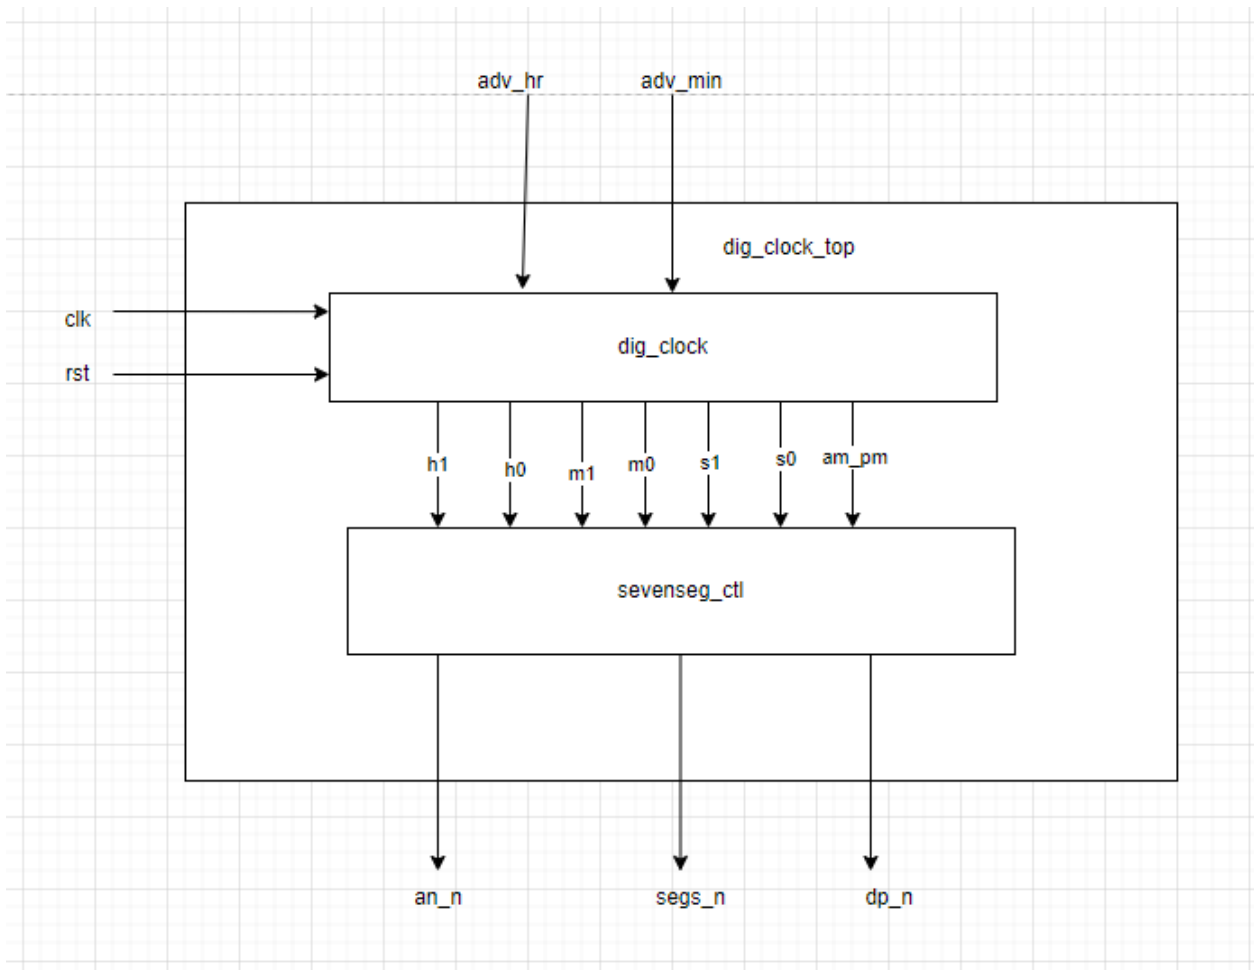 adv_hr
adv_min
dig_clock_top
clk
dig_clock
rst
h1
h0
m1
m0
s1
s0
am_pm
sevenseg_ctl
an_n
segs_n
dp_n